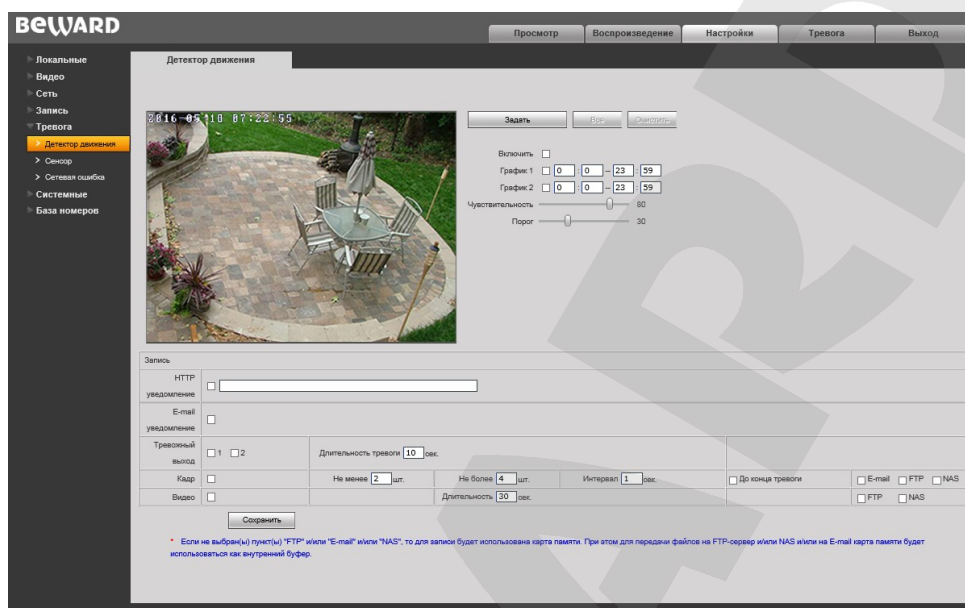 BEWARD
Просмотр Воспроизведение Настройки Тревога Выход
Локальные
Видео
Сеть
Запись
Тревога
Детектор движения
Сенсор
Сетевая ошибка
Системные
База номеров
Детектор движения
2016-05-18 07:22:55
Задать Все Очистить
Включить
График 1 0 : 0 – 23 : 59
График 2 0 : 0 – 23 : 59
Чувствительность 80
Порог 30
Запись
HTTP
уведомление
E-mail
уведомление
Тревожный
выход 1 2 Длительность тревоги 10 сек.
Кадр Не менее 2 шт. Не более 4 шт. Интервал 1 сек. До конца тревоги E-mail FTP NAS
Видео Длительность 30 сек. FTP NAS
Сохранить
* Если не выбран(ы) пункт(ы) "FTP" и/или "E-mail" и/или "NAS", то для записи будет использована карта памяти. При этом для передачи файлов на FTP-сервер и/или NAS и/или на E-mail карта памяти будет
использоваться как внутренний буфер.